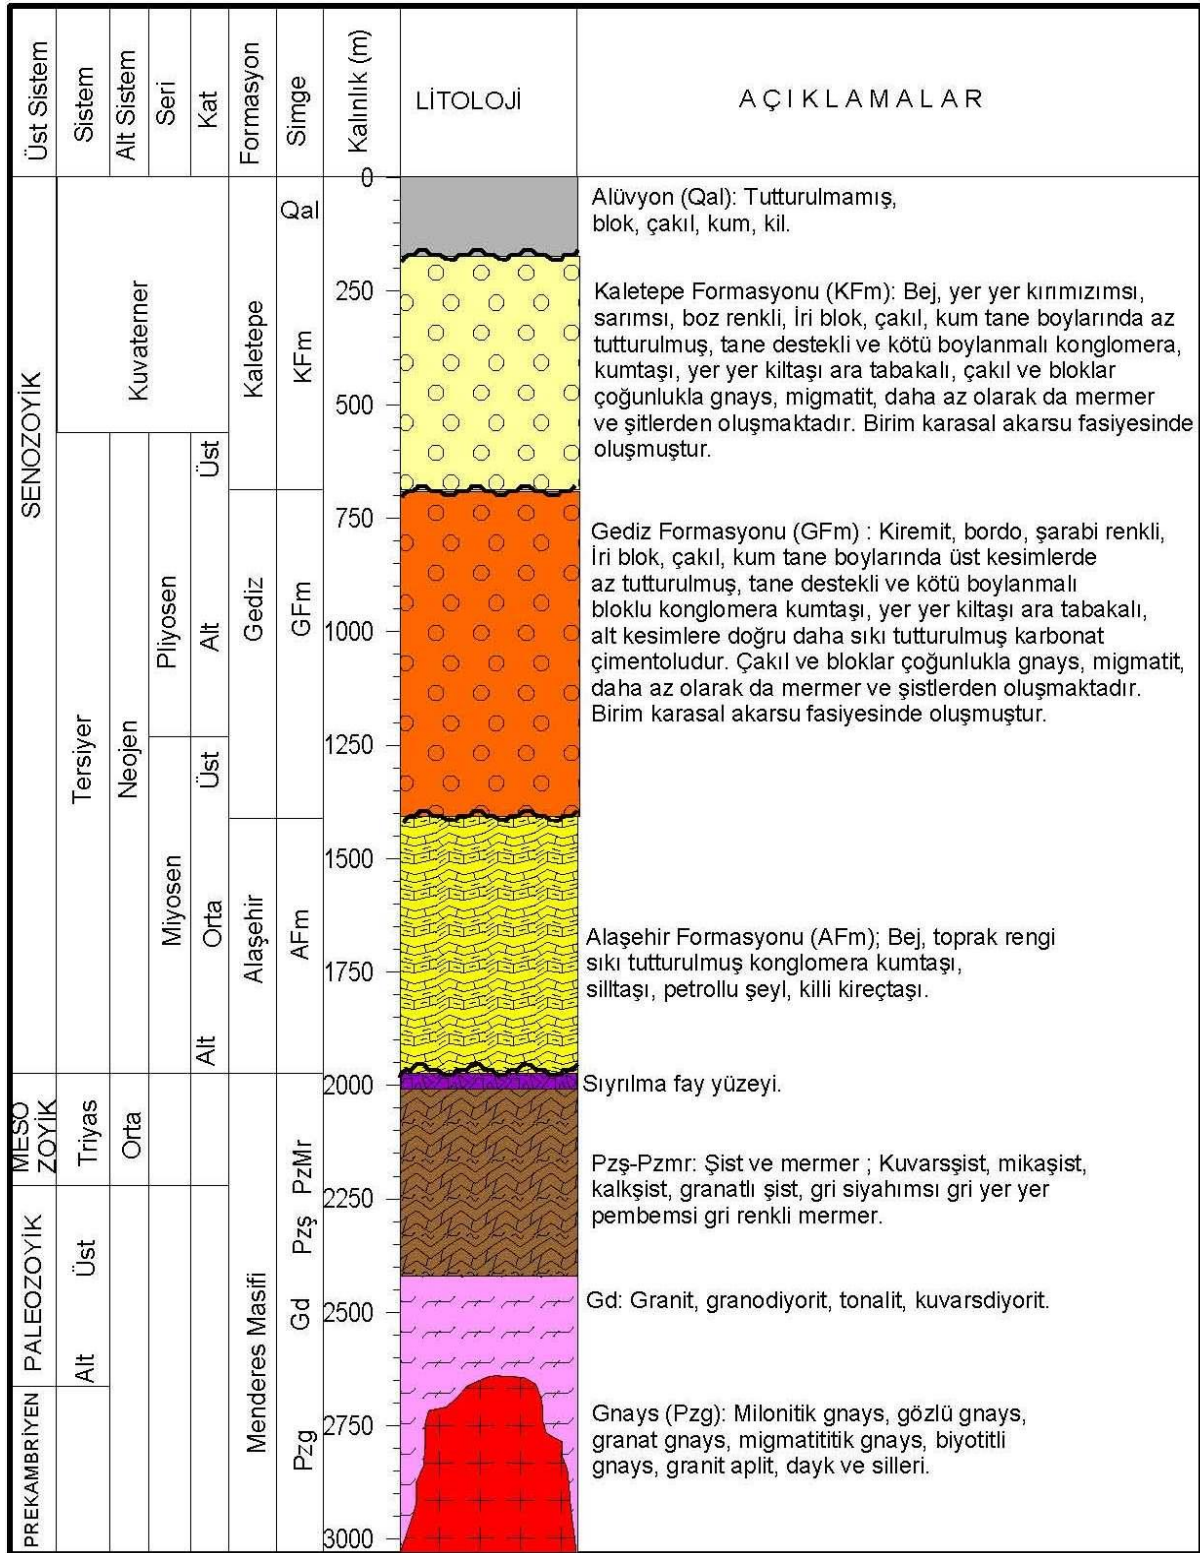 Üst Sistem
Sistem
Alt Sistem
Seri
Kat
Formasyon
Simge
Kalınlık (m)
LİTOLOJİ
AÇIKLAMALAR
SENOZOYİK
MESO
ZOYİK
PALEOZOYİK
PREKAMBRİYEN
Kuvaterner
Tersiyer
Triyas
Üst
Alt
Neojen
Orta
Pliyosen
Miyosen
Üst
Alt
Üst
Orta
Alt
Kaletepe
Gediz
Alaşehir
Menderes Masifi
Qal
KFm
GFm
AFm
PzMr
Pzş
Gd
Pzg
0
250
500
750
1000
1250
1500
1750
2000
2250
2500
2750
3000
Alüvyon (Qal): Tutturulmamış,
blok, çakıl, kum, kil.
Kaletepe Formasyonu (KFm): Bej, yer yer kırımızımsı,
sarımsı, boz renkli, İri blok, çakıl, kum tane boylarında az
tutturulmuş, tane destekli ve kötü boylanmalı konglomera,
kumtaşı, yer yer kiltaşı ara tabakalı, çakıl ve bloklar
çoğunlukla gnays, migmatit, daha az olarak da mermer
ve şitlerden oluşmaktadır. Birim karasal akarsu fasiyesinde
oluşmuştur.
Gediz Formasyonu (GFm) : Kiremit, bordo, şarabi renkli,
İri blok, çakıl, kum tane boylarında üst kesimlerde
az tutturulmuş, tane destekli ve kötü boylanmalı
bloklu konglomera kumtaşı, yer yer kiltaşı ara tabakalı,
alt kesimlere doğru daha sıkı tutturulmuş karbonat
çimentoludur. Çakıl ve bloklar çoğunlukla gnays, migmatit,
daha az olarak da mermer ve şistlerden oluşmaktadır.
Birim karasal akarsu fasiyesinde oluşmuştur.
Alaşehir Formasyonu (AFm); Bej, toprak rengi
sıkı tutturulmuş konglomera kumtaşı,
silltaşı, petrollu şeyl, killi kireçtaşı.
Sıyrılma fay yüzeyi.
Pzş-Pzmr: Şist ve mermer ; Kuvarsşist, mikaşist,
kalkşist, granatlı şist, gri siyahımsı gri yer yer
pembemsi gri renkli mermer.
Gd: Granit, granodiyorit, tonalit, kuvarsdiyorit.
Gnays (Pzg): Milonitik gnays, gözlü gnays,
granat gnays, migmatititik gnays, biyotitli
gnays, granit aplit, dayk ve silleri.